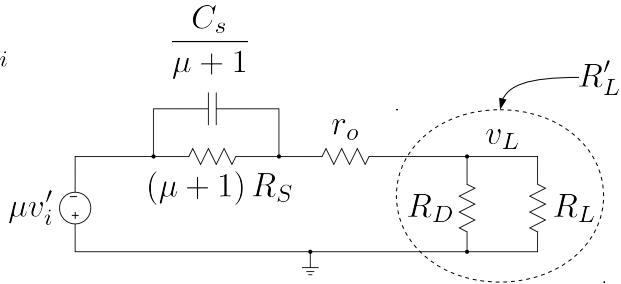 C_s
i
μ + 1
R'_L
r_o
v_L
(μ + 1) R_S
μv'_i
−
+
R_D
R_L